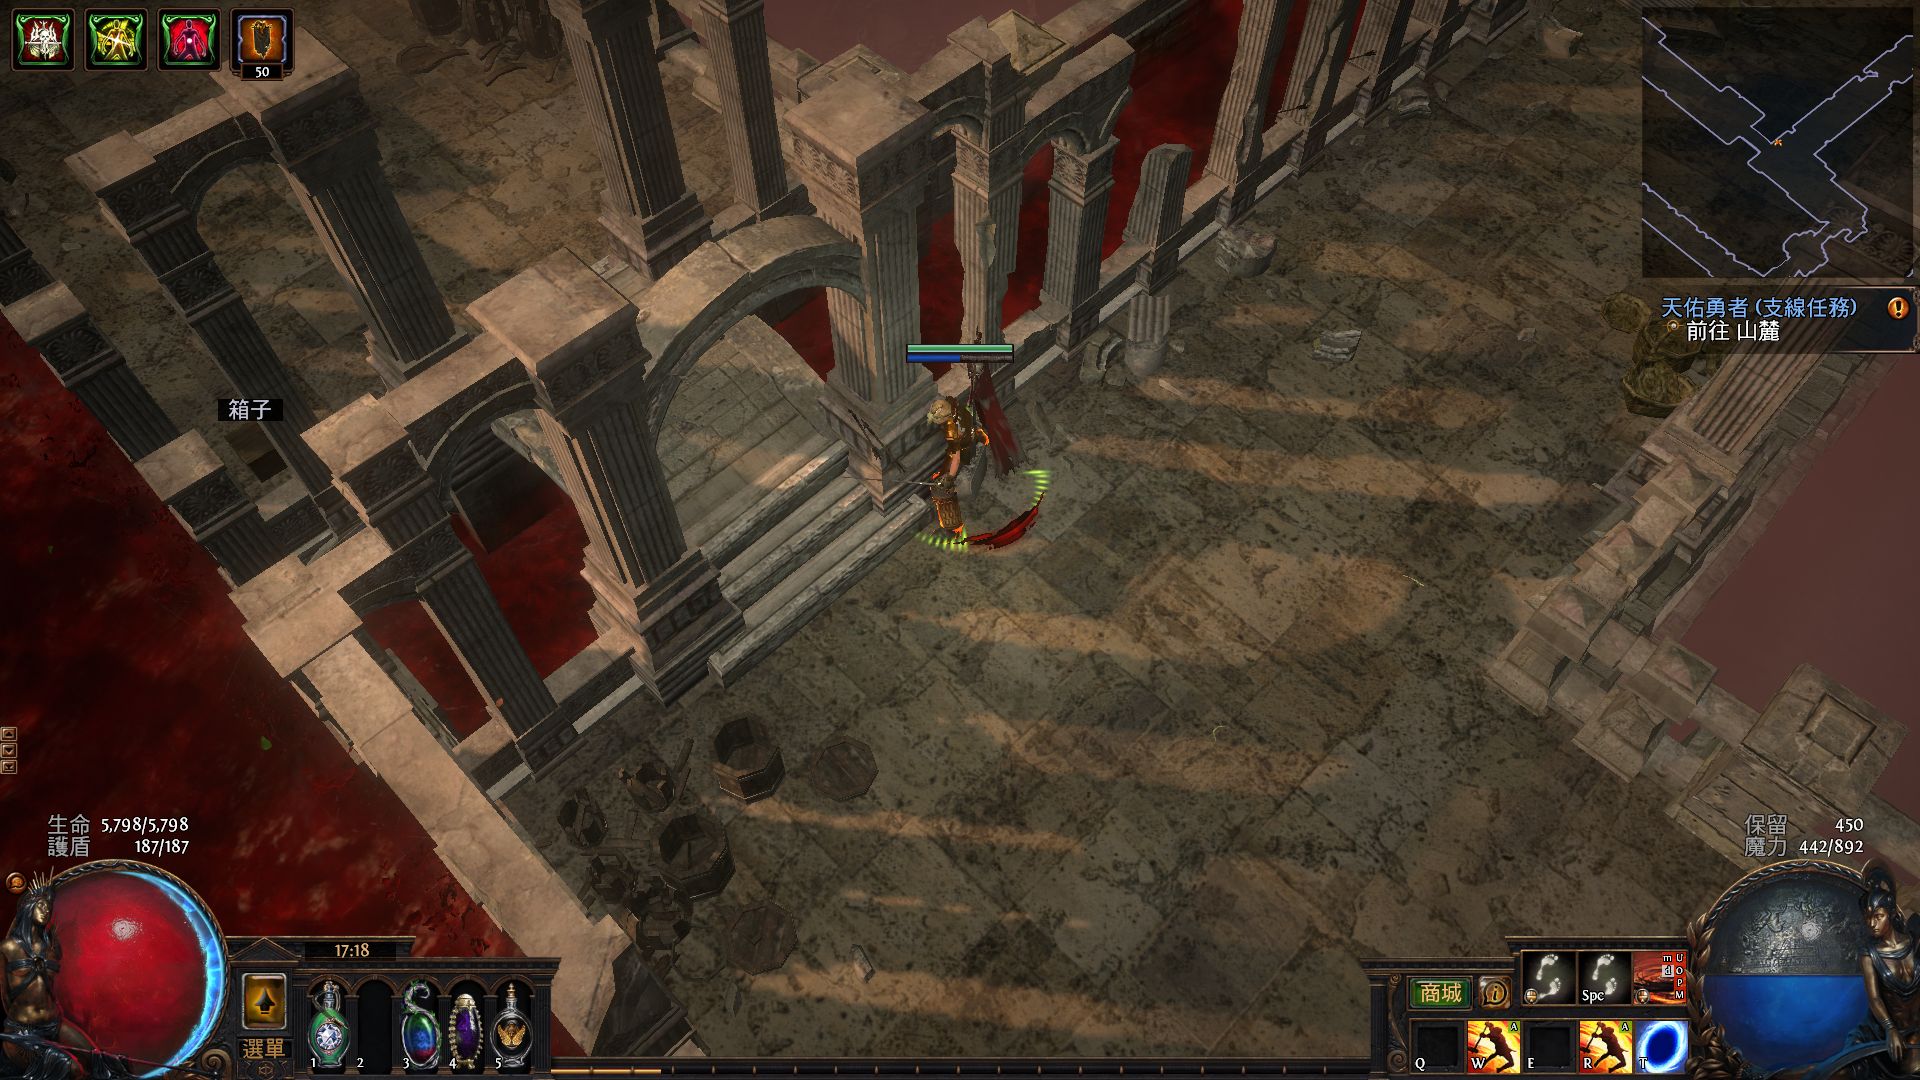 50
天佑勇者 (支線任務)
前往 山麓
箱子
生命 5,798/5,798
護盾 187/187
保留 450
魔力 442/892
17:18
選單
1 2 3 4 5
商城
Spc
Q W A E R A T